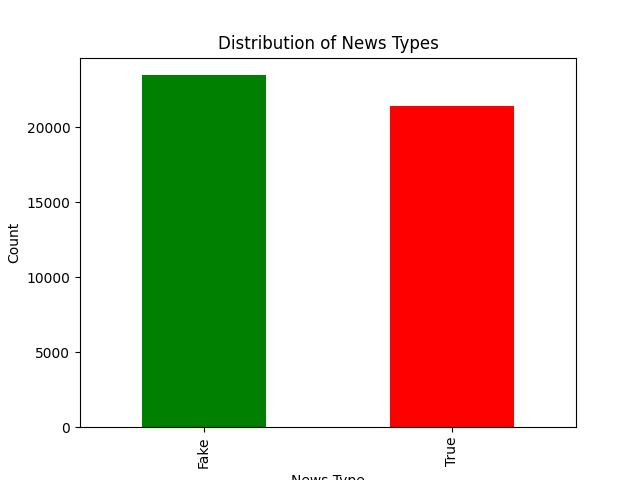 Distribution of News Types
20000
15000
10000
5000
0
Count
Fake
True
News Type